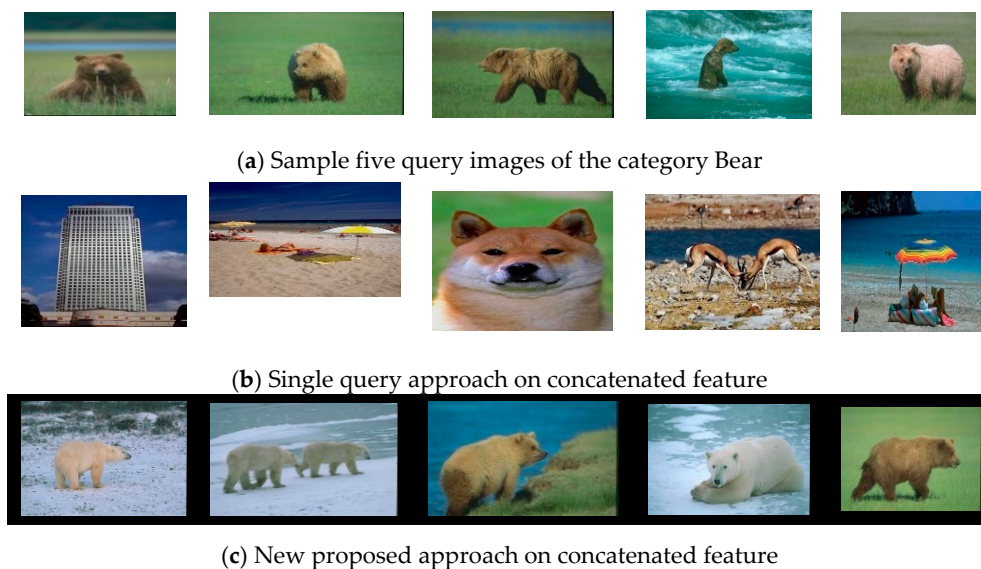 (a) Sample five query images of the category Bear
(b) Single query approach on concatenated feature
(c) New proposed approach on concatenated feature